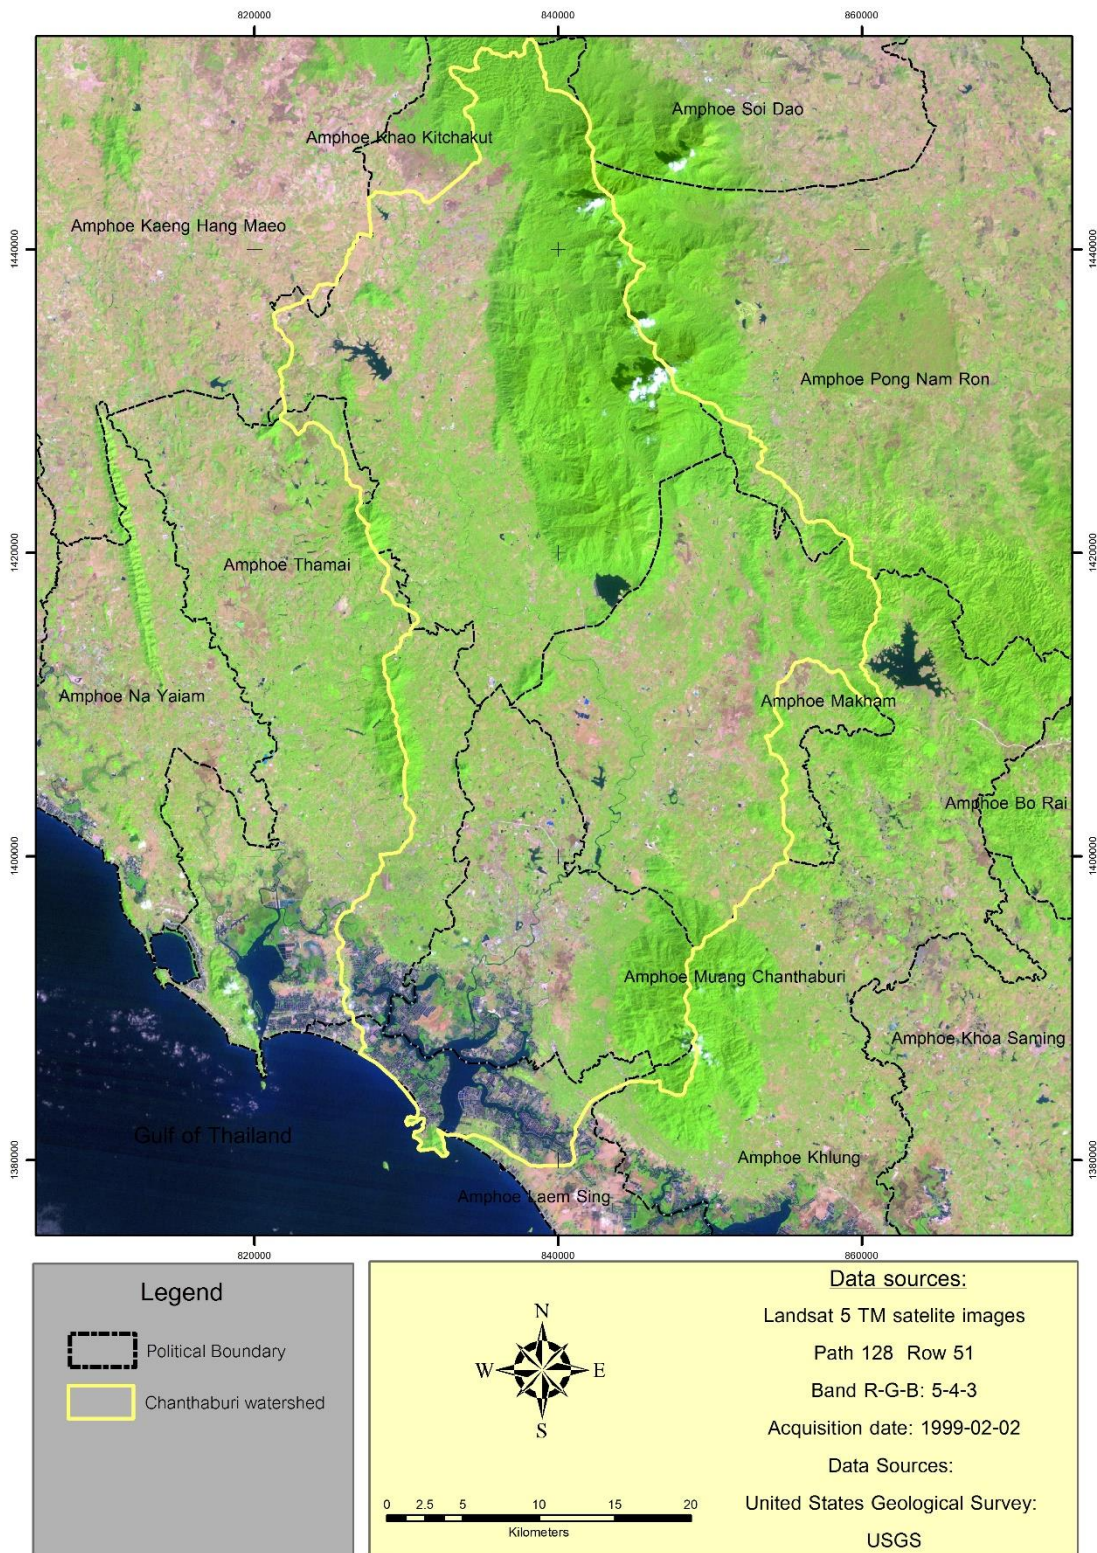 820000
840000
860000
Amphoe Soi Dao
Amphoe Khao Kitchakut
Amphoe Kaeng Hang Maeo
1440000
1440000
Amphoe Pong Nam Ron
1420000
1420000
Amphoe Thamai
Amphoe Na Yaiam
Amphoe Makham
Amphoe Bo Rai
1400000
1400000
Amphoe Muang Chanthaburi
Amphoe Khoa Saming
Gulf of Thailand
1380000
1380000
Amphoe Khlung
Amphoe Laem Sing
820000
840000
860000
Legend
Political Boundary
Chanthaburi watershed
N
W
E
S
0 2.5 5 10 15 20
Kilometers
Data sources:
Landsat 5 TM satelite images
Path 128 Row 51
Band R-G-B: 5-4-3
Acquisition date: 1999-02-02
Data Sources:
United States Geological Survey:
USGS